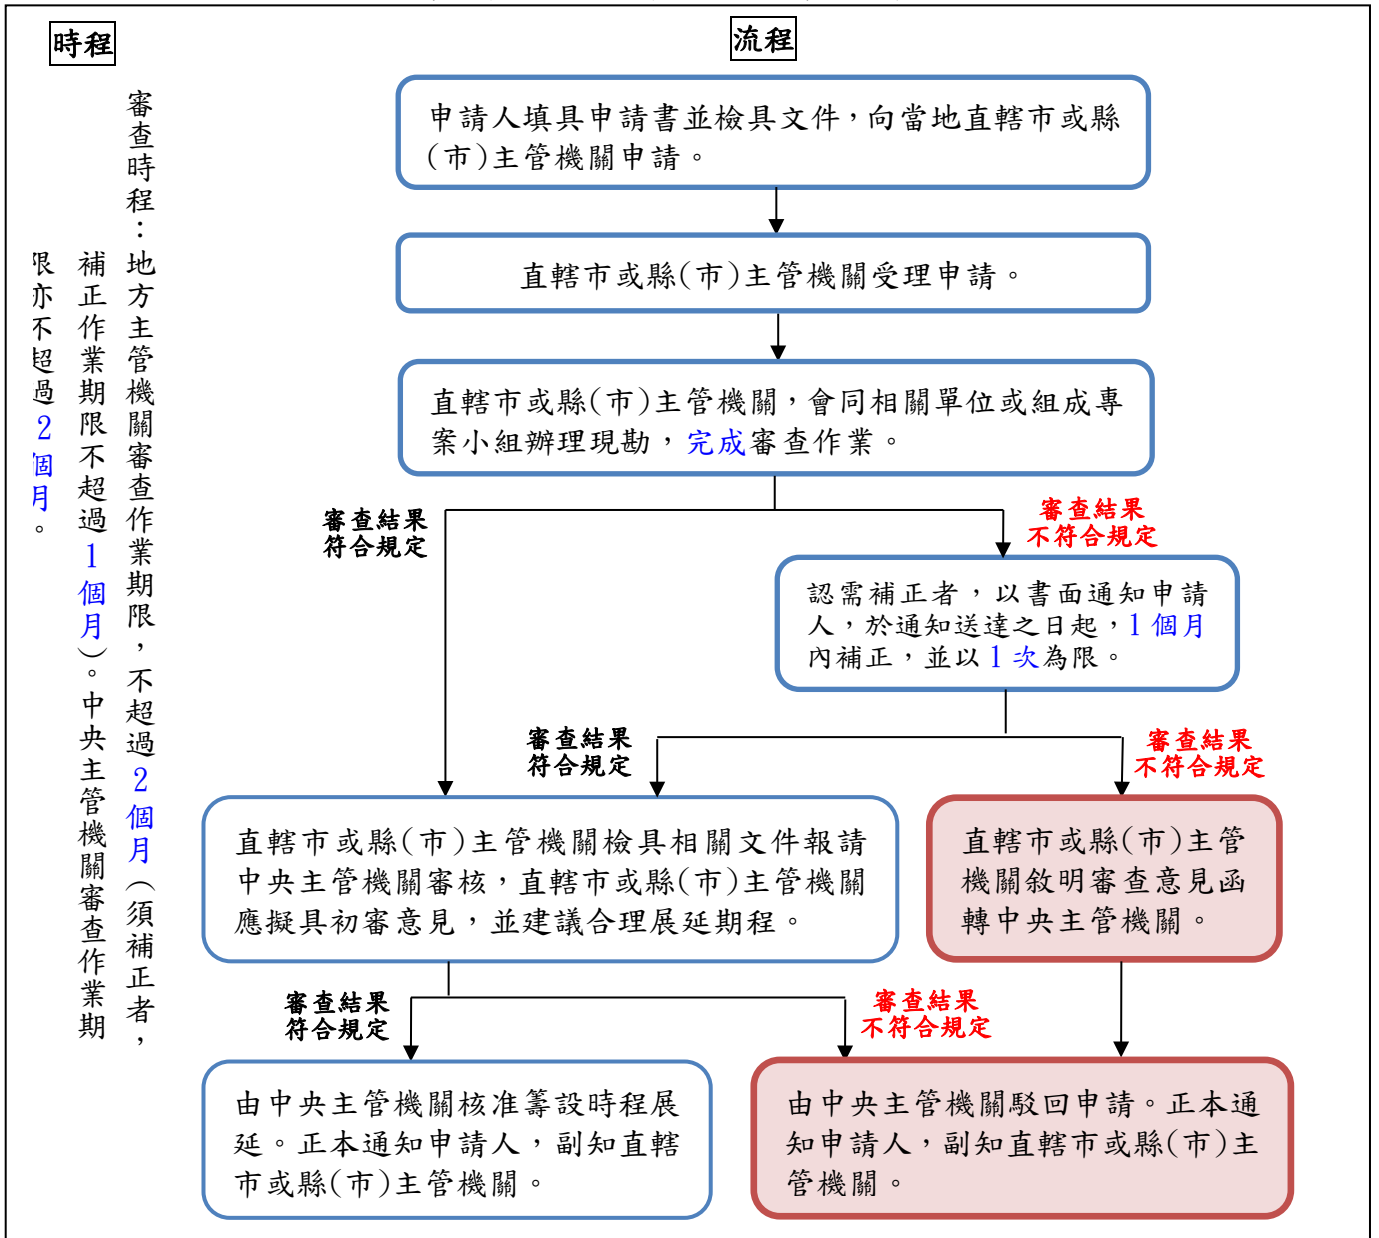 時程
流程
審查時程：地方主管機關審查作業期限，不超過2個月（須補正者，
補正作業期限不超過1個月）。中央主管機關審查作業期
限亦不超過2個月。
申請人填具申請書並檢具文件，向當地直轄市或縣
(市)主管機關申請。
直轄市或縣(市)主管機關受理申請。
直轄市或縣(市)主管機關，會同相關單位或組成專
案小組辦理現勘，完成審查作業。
審查結果
符合規定
審查結果
不符合規定
認需補正者，以書面通知申請
人，於通知送達之日起，1個月
內補正，並以1次為限。
審查結果
符合規定
審查結果
不符合規定
直轄市或縣(市)主管機關檢具相關文件報請
中央主管機關審核，直轄市或縣(市)主管機關
應擬具初審意見，並建議合理展延期程。
直轄市或縣(市)主管
機關敘明審查意見函
轉中央主管機關。
審查結果
符合規定
審查結果
不符合規定
由中央主管機關核准籌設時程展
延。正本通知申請人，副知直轄
市或縣(市)主管機關。
由中央主管機關駁回申請。正本通
知申請人，副知直轄市或縣(市)主
管機關。